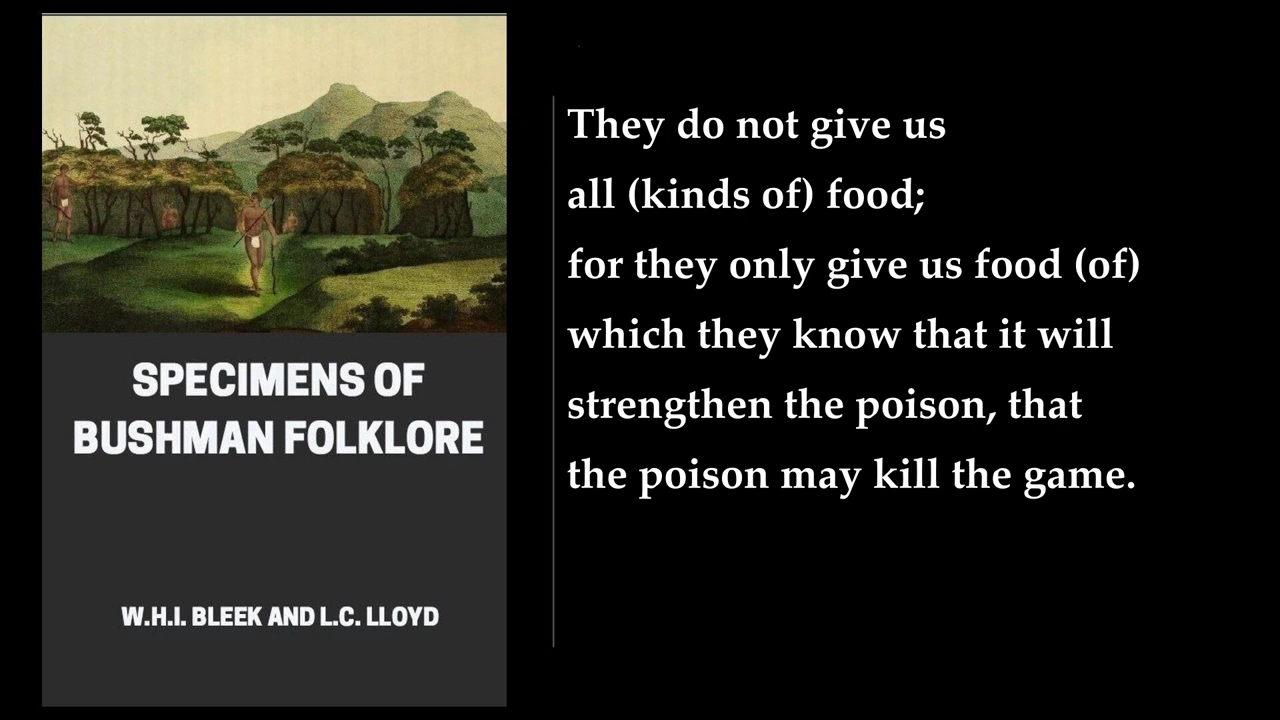 SPECIMENS OF
BUSHMAN FOLKLORE
W.H.I. BLEEK AND L.C. LLOYD
They do not give us
all (kinds of) food;
for they only give us food (of)
which they know that it will
strengthen the poison, that
the poison may kill the game.